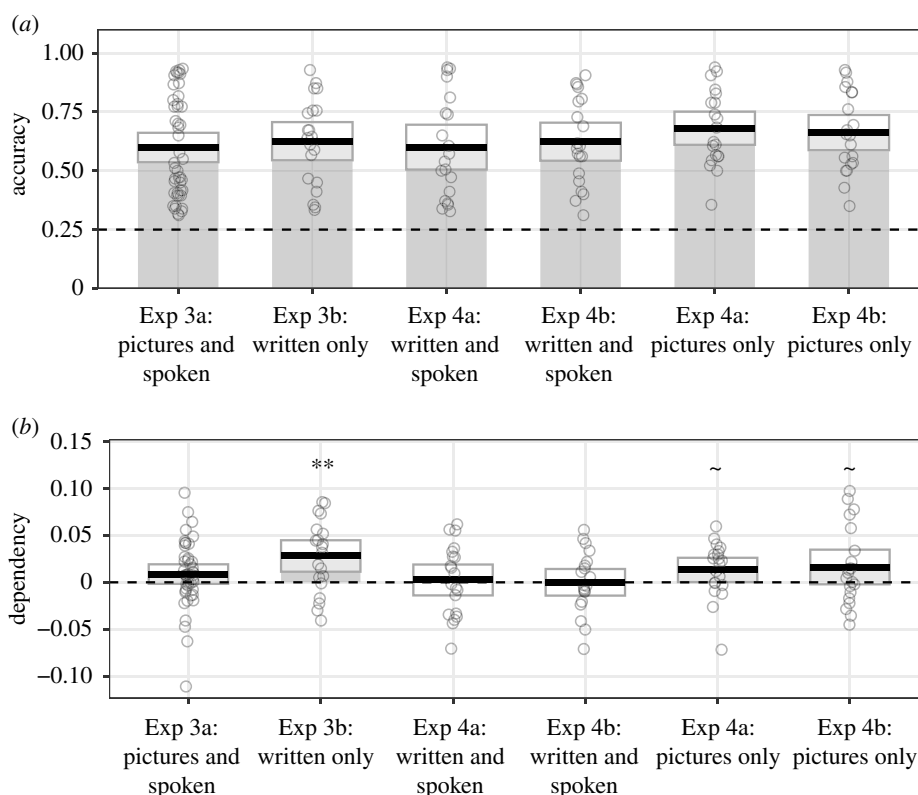 (a)
1.00
0.75
0.50
0.25
0
accuracy
Exp 3a:
pictures and
spoken
Exp 3b:
written only
Exp 4a:
written and
spoken
Exp 4b:
written and
spoken
Exp 4a:
pictures only
Exp 4b:
pictures only
(b)
0.15
0.10
0.05
0
−0.05
−0.10
dependency
**
~
~
Exp 3a:
pictures and
spoken
Exp 3b:
written only
Exp 4a:
written and
spoken
Exp 4b:
written and
spoken
Exp 4a:
pictures only
Exp 4b:
pictures only